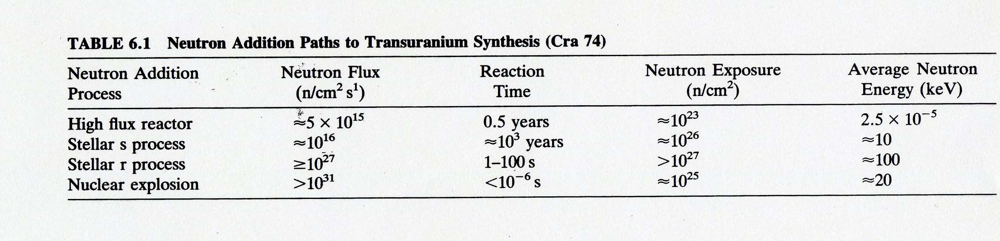 TABLE 6.1 Neutron Addition Paths to Transuranium Synthesis (Cra 74)
Neutron Addition Process Neutron Flux (n/cm² s¹) Reaction Time Neutron Exposure (n/cm²) Average Neutron Energy (keV)
High flux reactor ≈5 × 10¹⁵ 0.5 years ≈10²³ 2.5 × 10⁻⁵
Stellar s process ≈10¹⁶ ≈10³ years ≈10²⁶ ≈10
Stellar r process ≥10²⁷ 1–100 s >10²⁷ ≈100
Nuclear explosion >10³¹ <10⁻⁶ s ≈10²⁵ ≈20